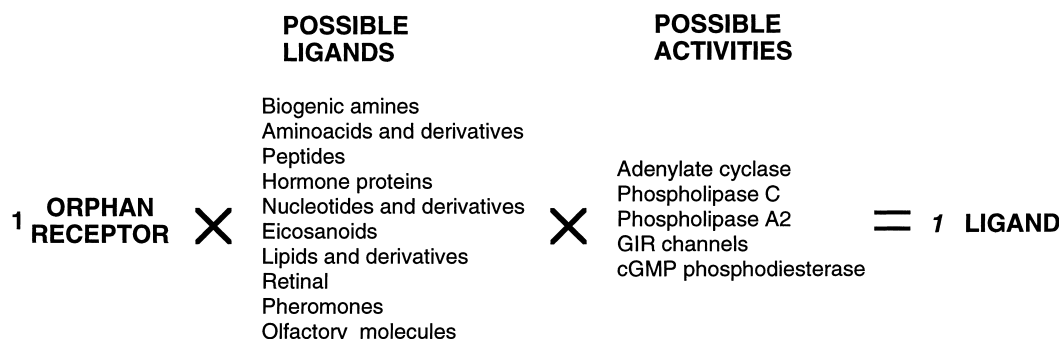 POSSIBLE
LIGANDS
POSSIBLE
ACTIVITIES
1 ORPHAN
RECEPTOR
×
Biogenic amines
Aminoacids and derivatives
Peptides
Hormone proteins
Nucleotides and derivatives
Eicosanoids
Lipids and derivatives
Retinal
Pheromones
Olfactory molecules
×
Adenylate cyclase
Phospholipase C
Phospholipase A2
GIR channels
cGMP phosphodiesterase
= 1 LIGAND